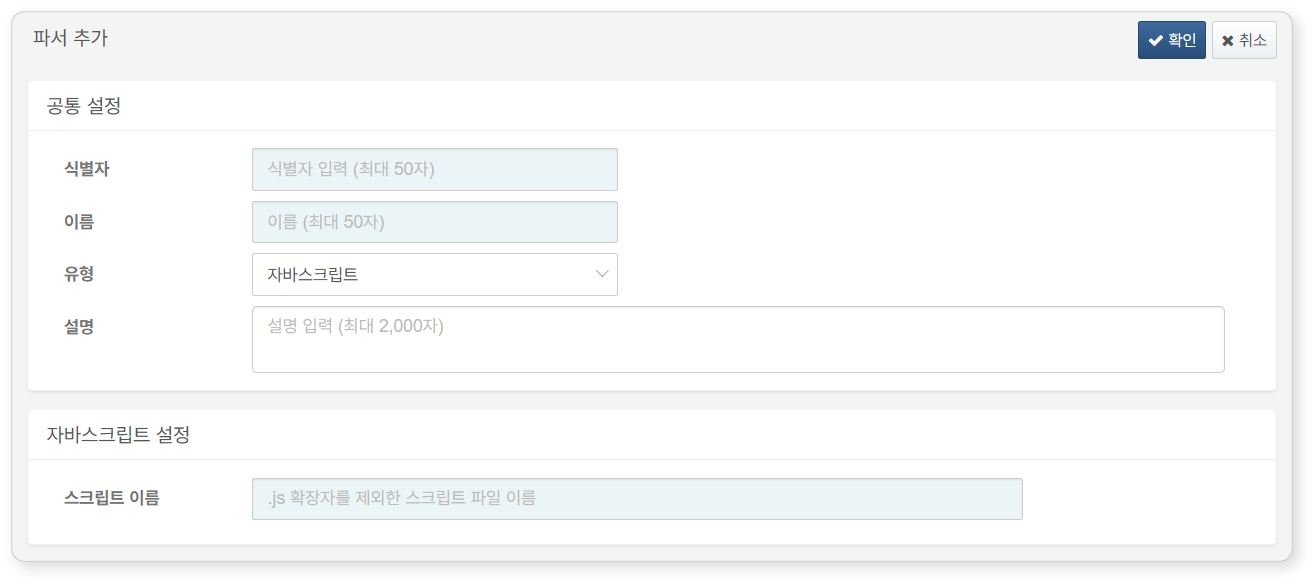 파서 추가
확인
취소
공통 설정
식별자
식별자 입력 (최대 50자)
이름
이름 (최대 50자)
유형
자바스크립트
설명
설명 입력 (최대 2,000자)
자바스크립트 설정
스크립트 이름
.js 확장자를 제외한 스크립트 파일 이름